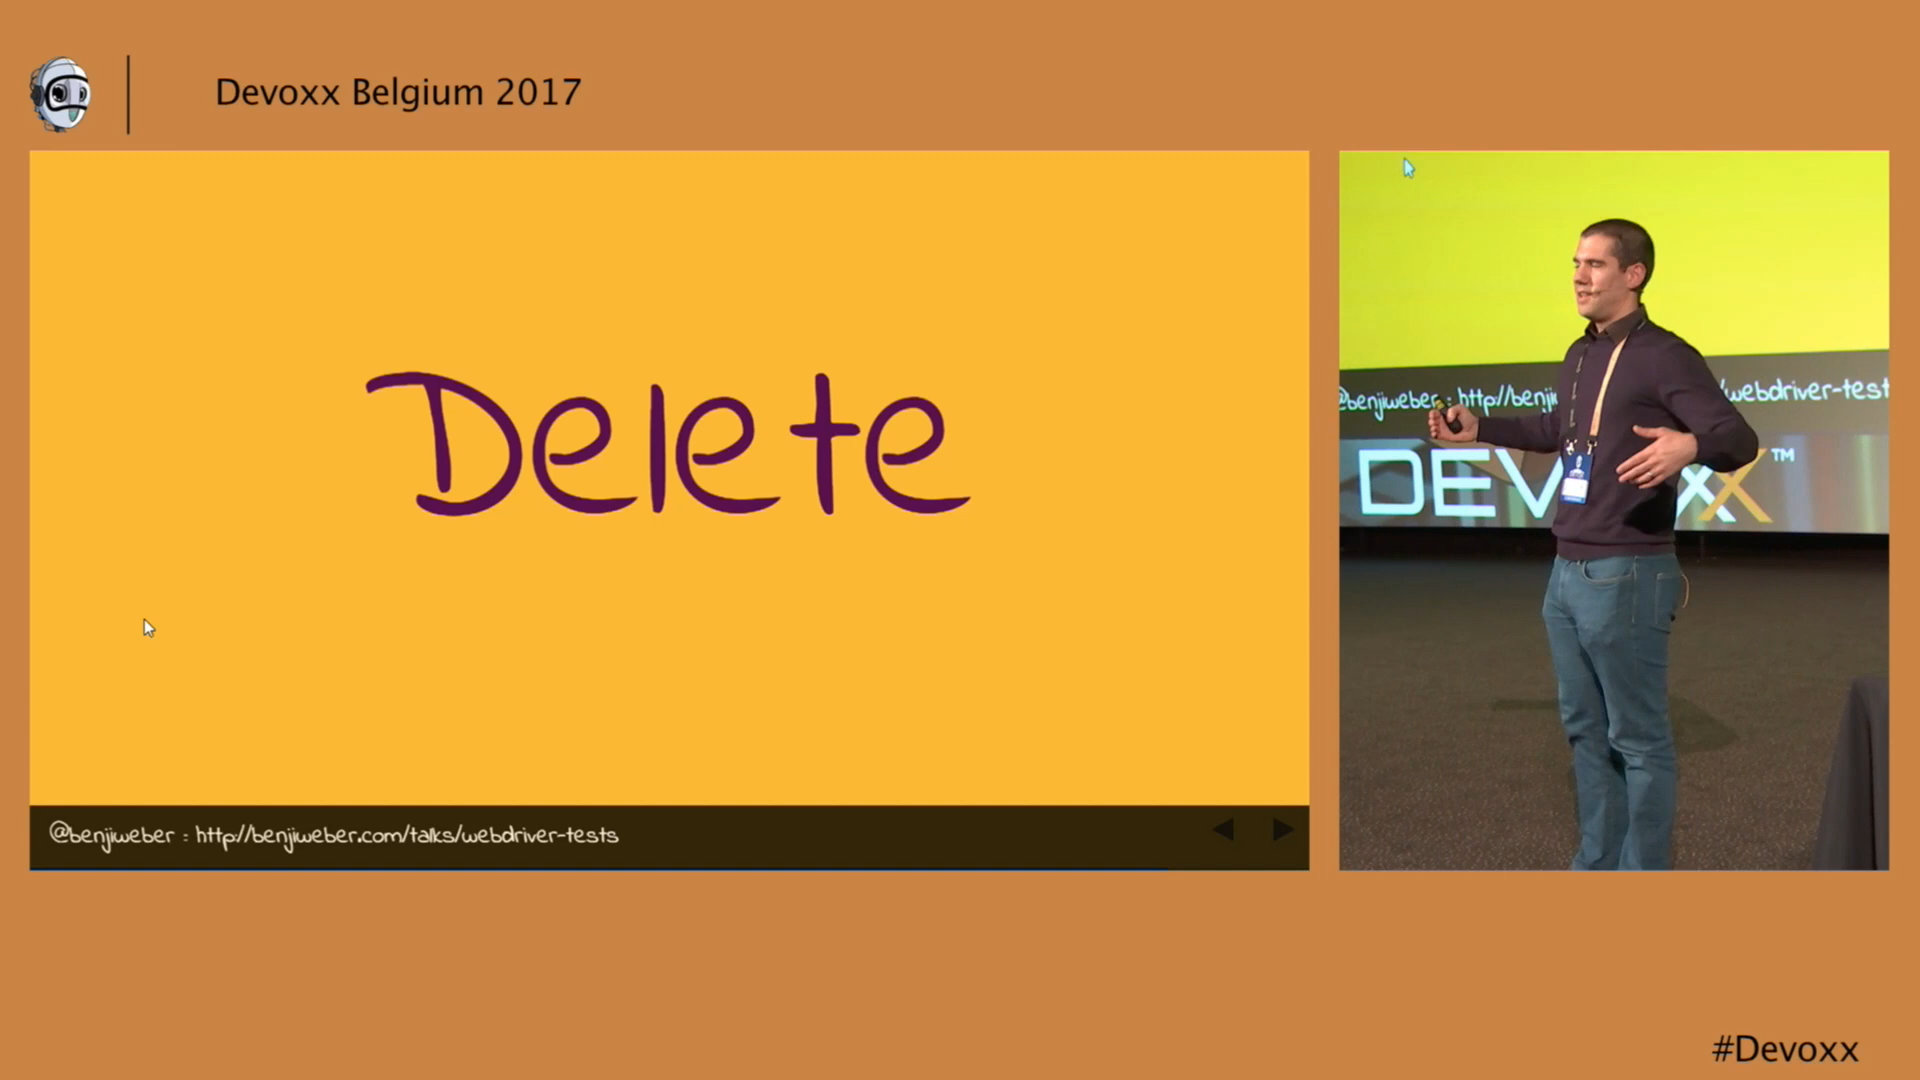 Devoxx Belgium 2017
Delete
@benjiweber : http://benjiweber.com/talks/webdriver-tests
@benjiweber : http://benji
/webdriver-test
DEV
X
™
#Devoxx